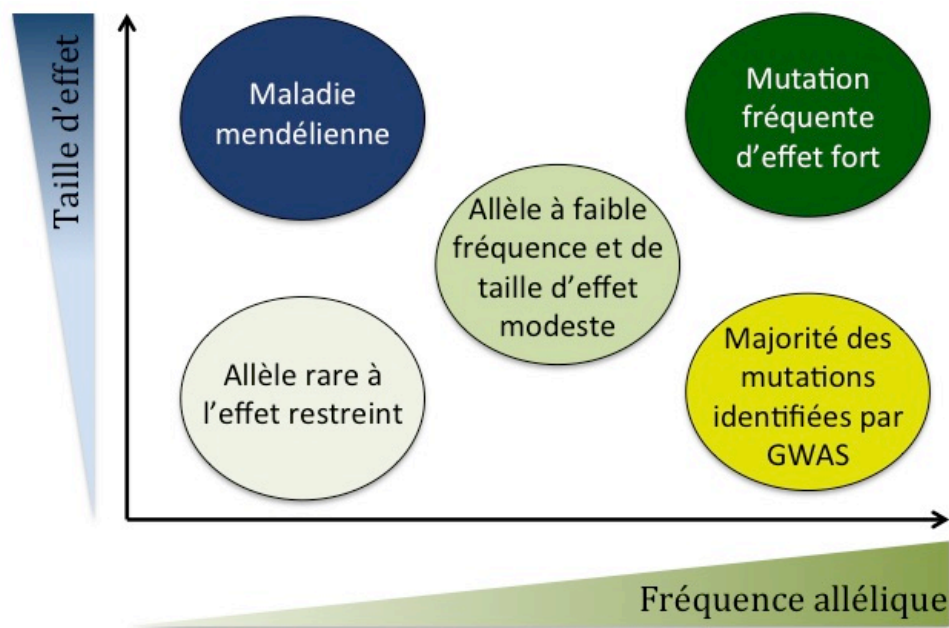 Taille d'effet
Maladie
mendélienne
Mutation
fréquente
d'effet fort
Allèle à faible
fréquence et de
taille d'effet
modeste
Allèle rare à
l'effet restreint
Majorité des
mutations
identifiées par
GWAS
Fréquence allélique